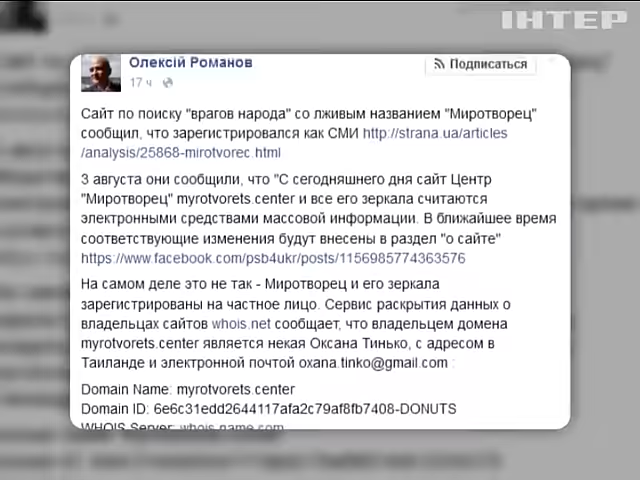 ІНТЕР
Олексій Романов
Подписаться
17 ч
Сайт по поиску "врагов народа" со лживым названием "Миротворец"
сообщил, что зарегистрировался как СМИ http://strana.ua/articles
/analysis/25868-mirotvorec.html
3 августа они сообщили, что "С сегодняшнего дня сайт Центр
"Миротворец" myrotvorets.center и все его зеркала считаются
электронными средствами массовой информации. В ближайшее время
соответствующие изменения будут внесены в раздел "о сайте"
https://www.facebook.com/psb4ukr/posts/1156985774363576
На самом деле это не так - Миротворец и его зеркала
зарегистрированы на частное лицо. Сервис раскрытия данных о
владельцах сайтов whois.net сообщает, что владельцем домена
myrotvorets.center является некая Оксана Тинько, с адресом в
Таиланде и электронной почтой oxana.tinko@gmail.com :
Domain Name: myrotvorets.center
Domain ID: 6e6c31edd2644117afa2c79af8fb7408-DONUTS
WHOIS Server: whois.name.com